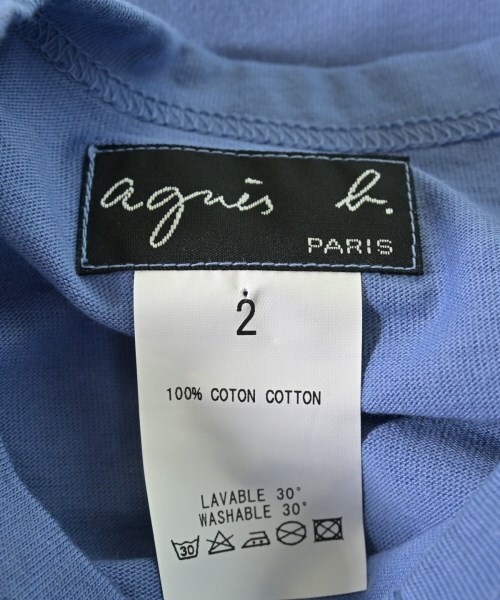 agnès b.
PARIS
2
100% COTON COTTON
LAVABLE 30°
WASHABLE 30°
30